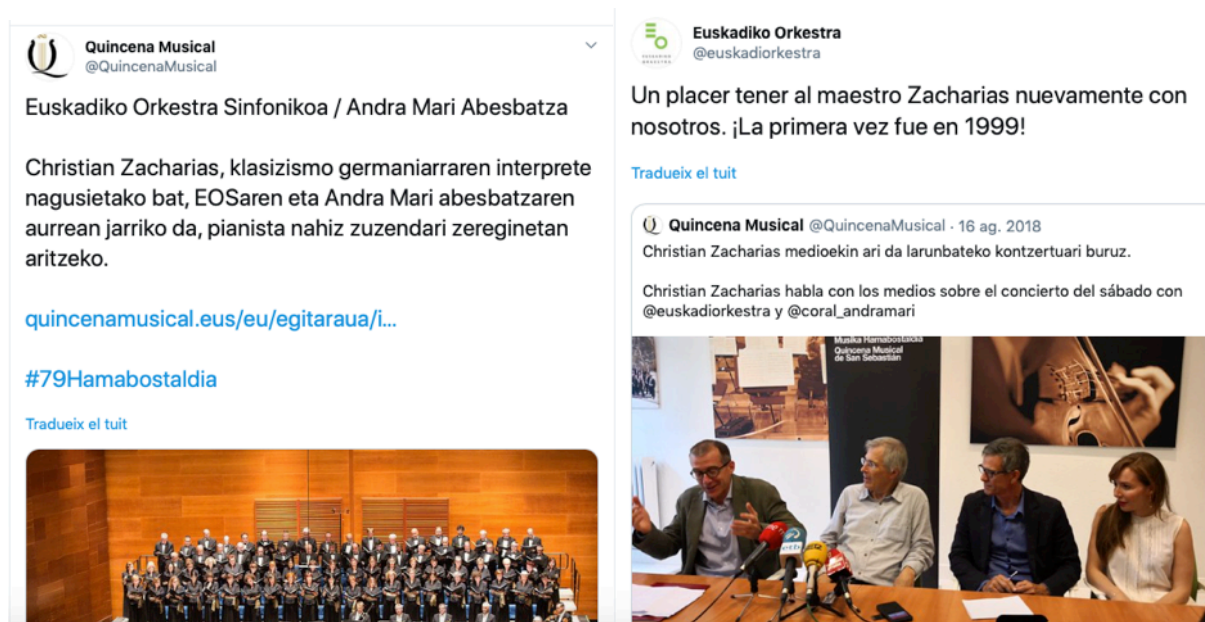 Quincena Musical
@QuincenaMusical
Euskadiko Orkestra Sinfonikoa / Andra Mari Abesbatza
Christian Zacharias, klasizismo germaniarraren interprete
nagusietako bat, EOSaren eta Andra Mari abesbatzaren
aurrean jarriko da, pianista nahiz zuzendari zereginetan
aritzeko.
quincenamusical.eus/eu/egitaraua/i...
#79Hamabostaldia
Tradueix el tuit
Euskadiko Orkestra
@euskadiorkestra
Un placer tener al maestro Zacharias nuevamente con
nosotros. ¡La primera vez fue en 1999!
Tradueix el tuit
Quincena Musical @QuincenaMusical · 16 ag. 2018
Christian Zacharias medioekin ari da larunbateko kontzertuari buruz.
Christian Zacharias habla con los medios sobre el concierto del sábado con
@euskadiorkestra y @coral_andramari
Musika Hamabostaldia
Quincena Musical
de San Sebastián
eitb